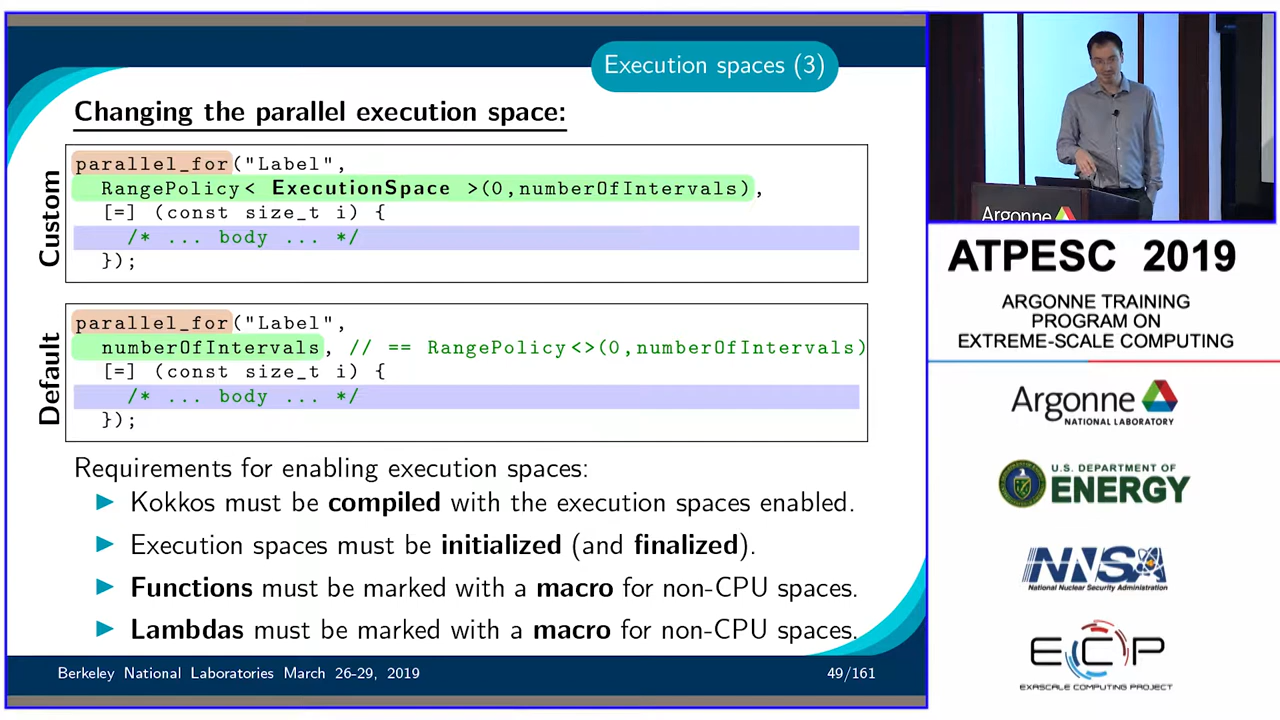 Execution spaces (3)
Changing the parallel execution space:
Custom
parallel_for("Label",
RangePolicy< ExecutionSpace >(0,numberOfIntervals),
[=] (const size_t i) {
/* ... body ... */
});
Default
parallel_for("Label",
numberOfIntervals, // == RangePolicy<>(0,numberOfIntervals)
[=] (const size_t i) {
/* ... body ... */
});
Requirements for enabling execution spaces:
Kokkos must be compiled with the execution spaces enabled.
Execution spaces must be initialized (and finalized).
Functions must be marked with a macro for non-CPU spaces.
Lambdas must be marked with a macro for non-CPU spaces.
Berkeley National Laboratories March 26-29, 2019
49/161
Argonne
ATPESC 2019
ARGONNE TRAINING
PROGRAM ON
EXTREME-SCALE COMPUTING
Argonne
NATIONAL LABORATORY
U.S. DEPARTMENT OF
ENERGY
NNSA
National Nuclear Security Administration
ECP
EXASCALE COMPUTING PROJECT